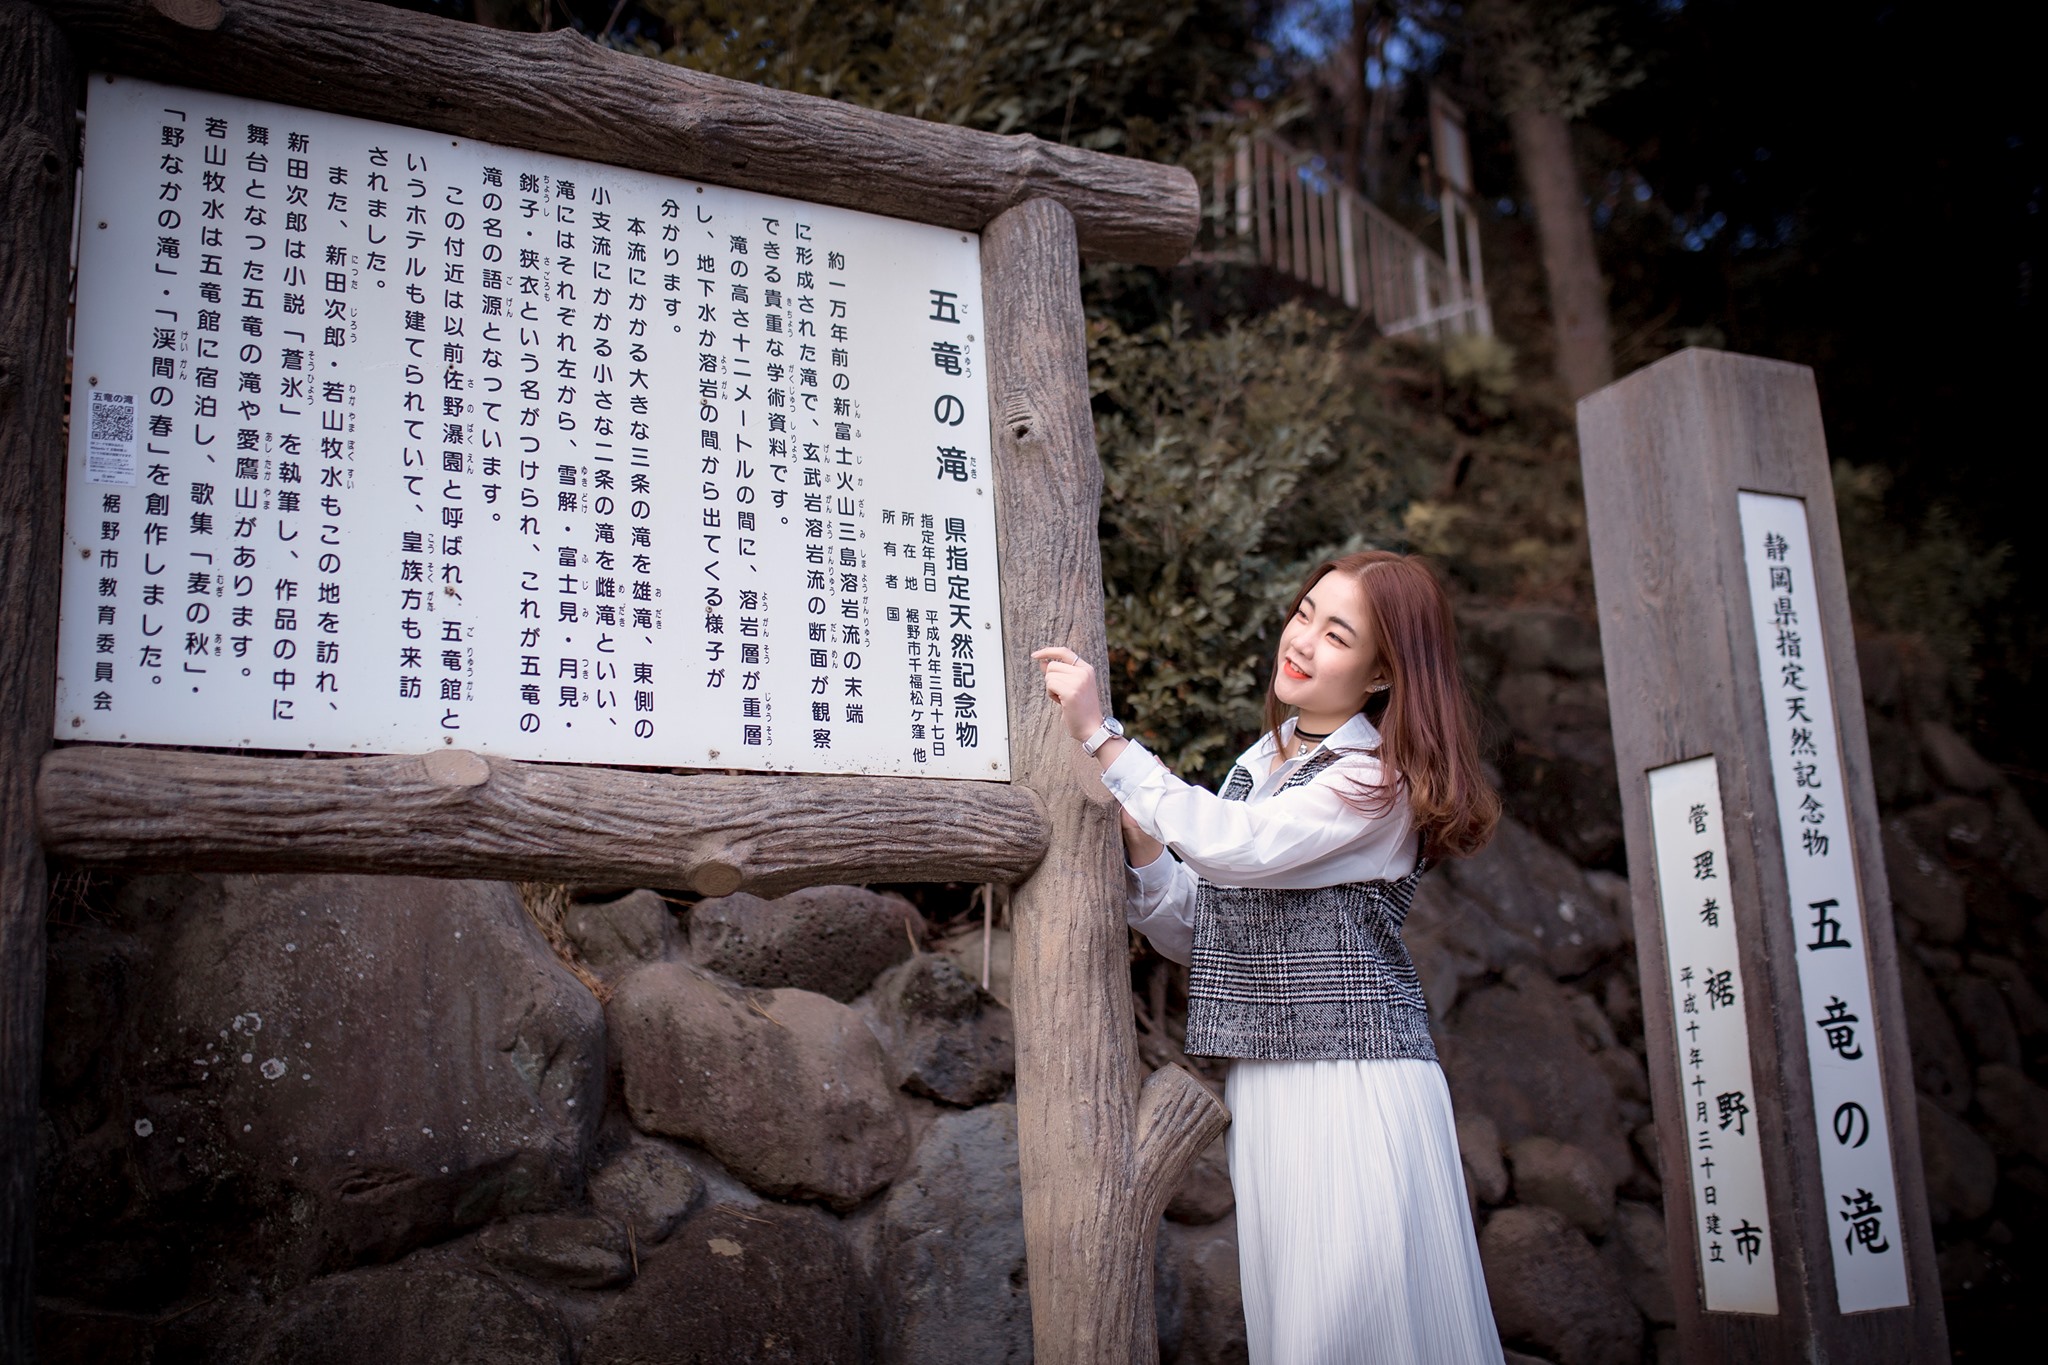 五竜の滝 県指定天然記念物
指定年月日 平成九年三月十七日
所在地 裾野市千福松ケ窪 他
所有者 国
約一万年前の新富士火山三島溶岩流の末端
に形成された滝で、玄武岩溶岩流の断面が観察
できる貴重な学術資料です。
滝の高さ十二メートルの間に、溶岩層が重層
し、地下水か溶岩の間から出てくる様子が
分かります。
本流にかかる大きな三条の滝を雄滝、東側の
小支流にかかる小さな二条の滝を雌滝といい、
滝にはそれぞれ左から、雪解・富士見・月見・
銚子・狭衣という名がつけられ、これが五竜の
滝の名の語源となつています。
この付近は以前佐野瀑園と呼ばれ、五竜館と
いうホテルも建てられていて、皇族方も来訪
されました。
また、新田次郎・若山牧水もこの地を訪れ、
新田次郎は小説「蒼氷」を執筆し、作品の中に
舞台となつた五竜の滝や愛鷹山があります。
若山牧水は五竜館に宿泊し、歌集「麦の秋」・
「野なかの滝」・「渓間の春」を創作しました。
裾野市教育委員会
五竜の滝
静岡県指定天然記念物 五竜の滝
管理者 裾野市
平成十年十月三十日建立